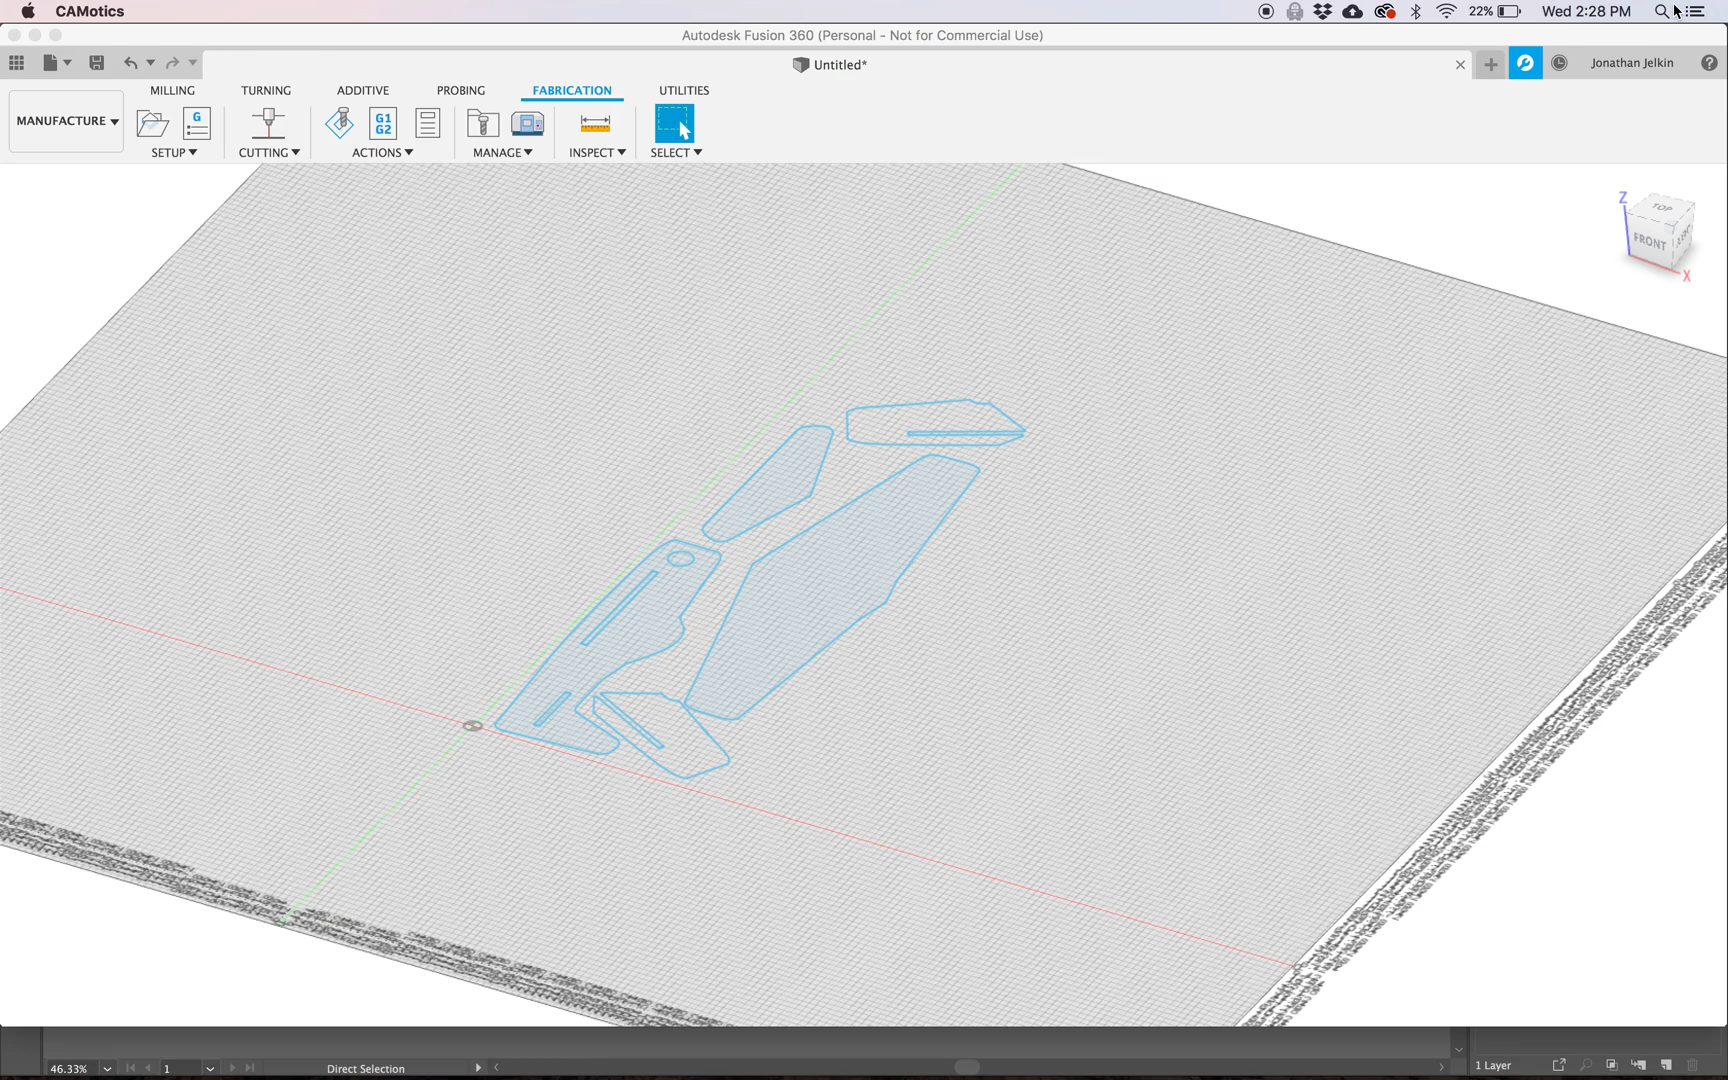 CAMotics
22%
Wed 2:28 PM
Autodesk Fusion 360 (Personal - Not for Commercial Use)
Untitled*
Jonathan Jelkin
MILLING
TURNING
ADDITIVE
PROBING
FABRICATION
UTILITIES
MANUFACTURE
G
G1
G2
SETUP
CUTTING
ACTIONS
MANAGE
INSPECT
SELECT
Z
TOP
FRONT
X
46.33%
1
Direct Selection
1 Layer